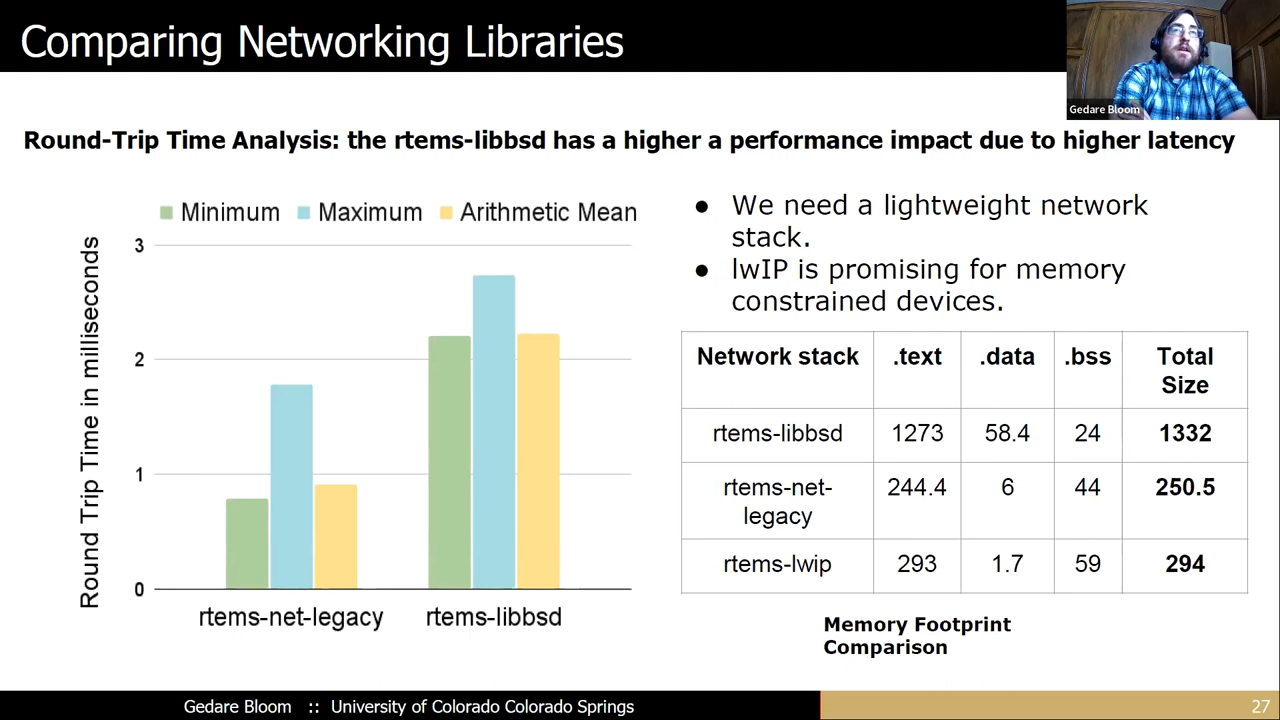 Comparing Networking Libraries
Gedare Bloom
Round-Trip Time Analysis: the rtems-libbsd has a higher a performance impact due to higher latency
Minimum Maximum Arithmetic Mean
Round Trip Time in milliseconds
3
2
1
0
rtems-net-legacy rtems-libbsd
● We need a lightweight network
stack.
● lwIP is promising for memory
constrained devices.
Network stack .text .data .bss Total
Size
rtems-libbsd 1273 58.4 24 1332
rtems-net- 244.4 6 44 250.5
legacy
rtems-lwip 293 1.7 59 294
Memory Footprint
Comparison
Gedare Bloom :: University of Colorado Colorado Springs 27